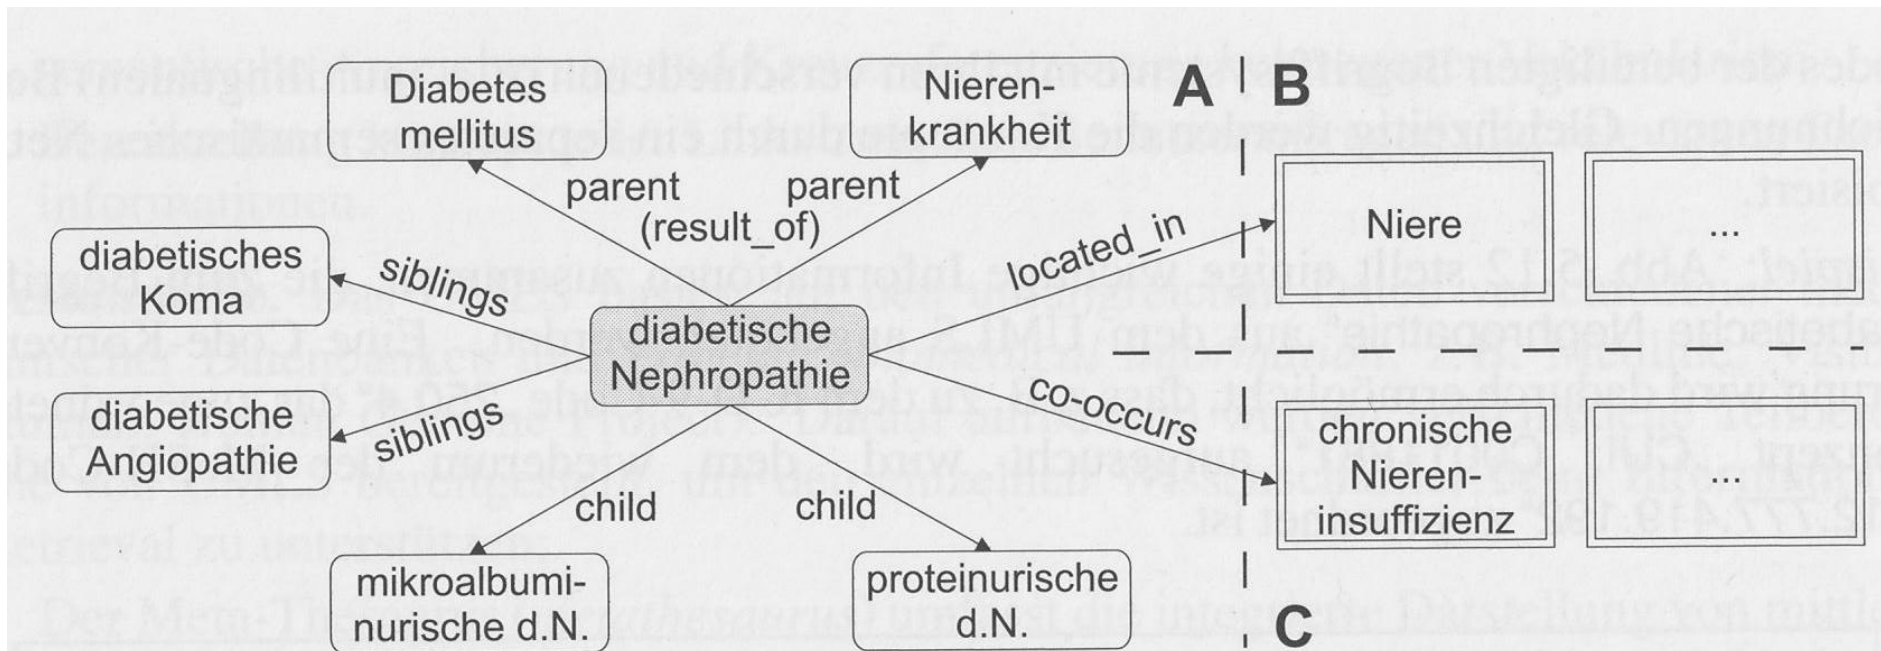 Diabetes
mellitus
Nieren-
krankheit
A
B
parent
parent
(result_of)
located_in
Niere
...
diabetisches
Koma
siblings
diabetische
Nephropathie
diabetische
Angiopathie
siblings
co-occurs
chronische
Nieren-
insuffizienz
...
child
child
mikroalbumi-
nurische d.N.
proteinurische
d.N.
C